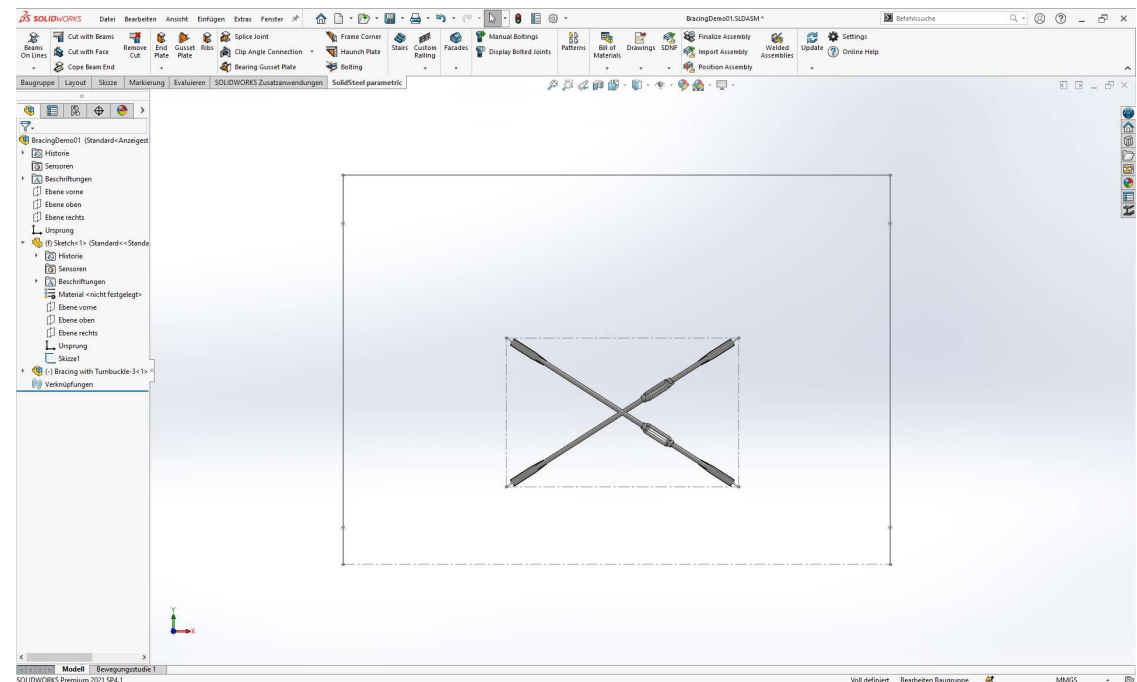 SOLIDWORKS Datei Bearbeiten Ansicht Einfügen Extras Fenster BracingDemo01.SLDASM * Befehlssuche
Beams On Lines
Cut with Beams
Cut with Face
Cope Beam End
Remove Cut
End Plate
Gusset Plate
Ribs
Splice Joint
Clip Angle Connection
Bearing Gusset Plate
Frame Corner
Haunch Plate
Bolting
Stairs
Custom Railing
Facades
Manual Boltings
Display Bolted Joints
Patterns
Bill of Materials
Drawings
SDNF
Finalize Assembly
Import Assembly
Position Assembly
Welded Assemblies
Update
Settings
Online Help
Baugruppe Layout Skizze Markierung Evaluieren SOLIDWORKS Zusatzanwendungen SolidSteel parametric
BracingDemo01 (Standard<Anzeigest
Historie
Sensoren
Beschriftungen
Ebene vorne
Ebene oben
Ebene rechts
Ursprung
(f) Sketch<1> (Standard<<Standa
Historie
Sensoren
Beschriftungen
Material <nicht festgelegt>
Ebene vorne
Ebene oben
Ebene rechts
Ursprung
Skizze1
(-) Bracing with Turnbuckle-3<1>
Verknüpfungen
Y
X
Modell Bewegungsstudie 1
SOLIDWORKS Premium 2021 SP4.1 Voll definiert Bearbeiten Baugruppe MMGS